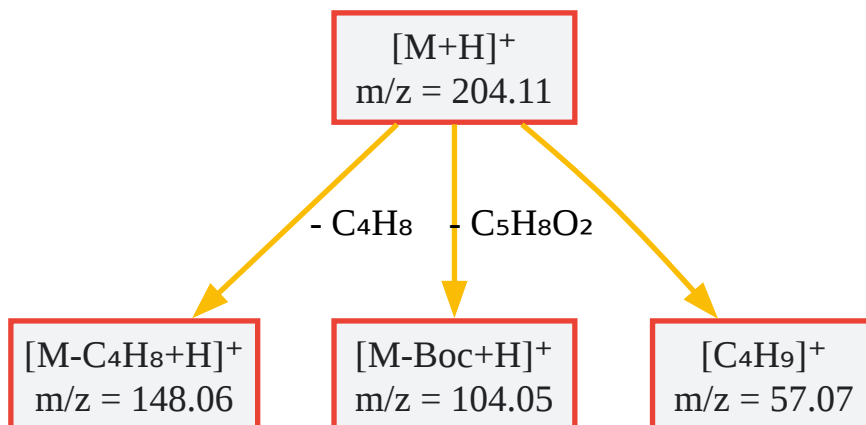 [M+H]⁺
m/z = 204.11
- C₄H₈
- C₅H₈O₂
[M-C₄H₈+H]⁺
m/z = 148.06
[M-Boc+H]⁺
m/z = 104.05
[C₄H₉]⁺
m/z = 57.07